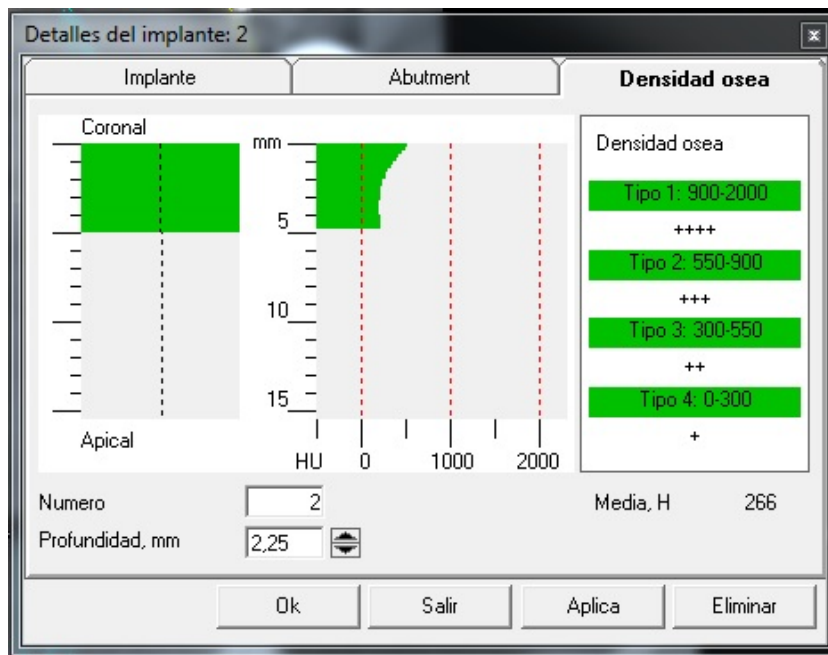 Detalles del implante: 2
Implante
Abutment
Densidad osea
Coronal
mm
5
10
15
Apical
HU 0 1000 2000
Densidad osea
Tipo 1: 900-2000
++++
Tipo 2: 550-900
+++
Tipo 3: 300-550
++
Tipo 4: 0-300
+
Numero 2
Media, H 266
Profundidad, mm 2,25
Ok
Salir
Aplica
Eliminar